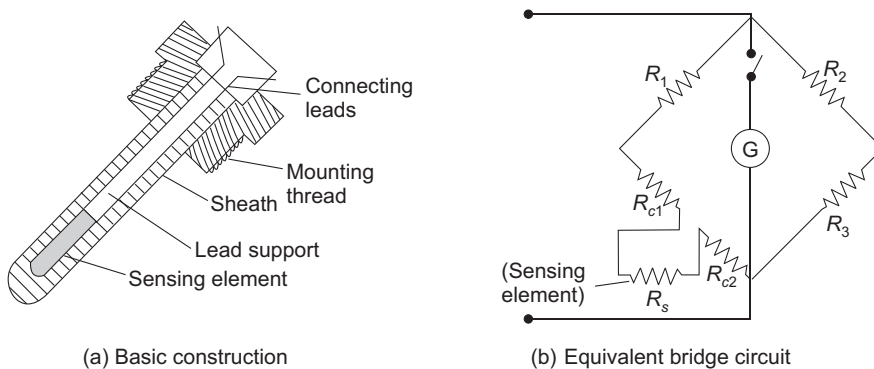 Connecting
leads
Mounting
thread
Sheath
Lead support
Sensing element
(a) Basic construction
R1
R2
G
Rc1
R3
(Sensing
element)
Rc2
Rs
(b) Equivalent bridge circuit